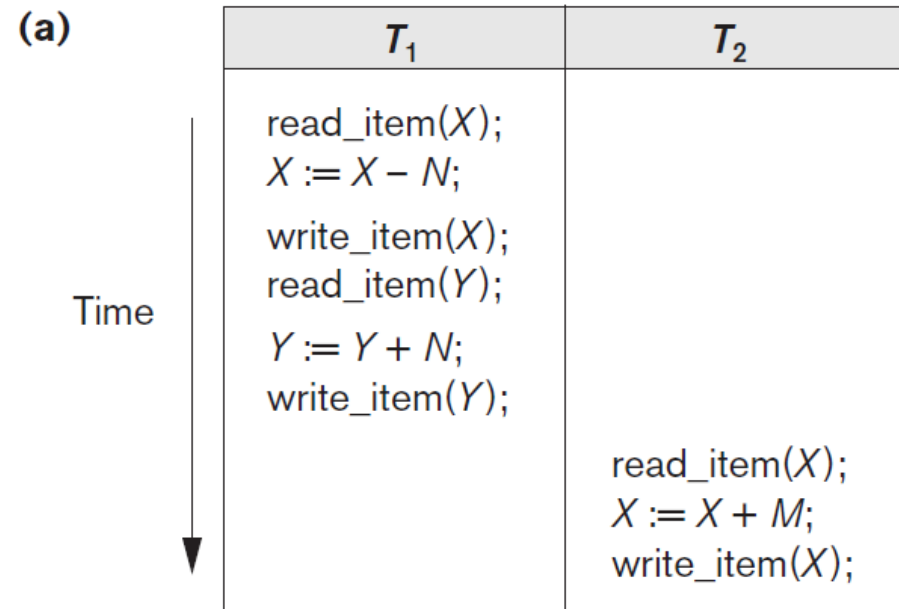 (a)
T₁ T₂
read_item(X);
X := X – N;
write_item(X);
read_item(Y);
Time
Y := Y + N;
write_item(Y);
read_item(X);
X := X + M;
write_item(X);